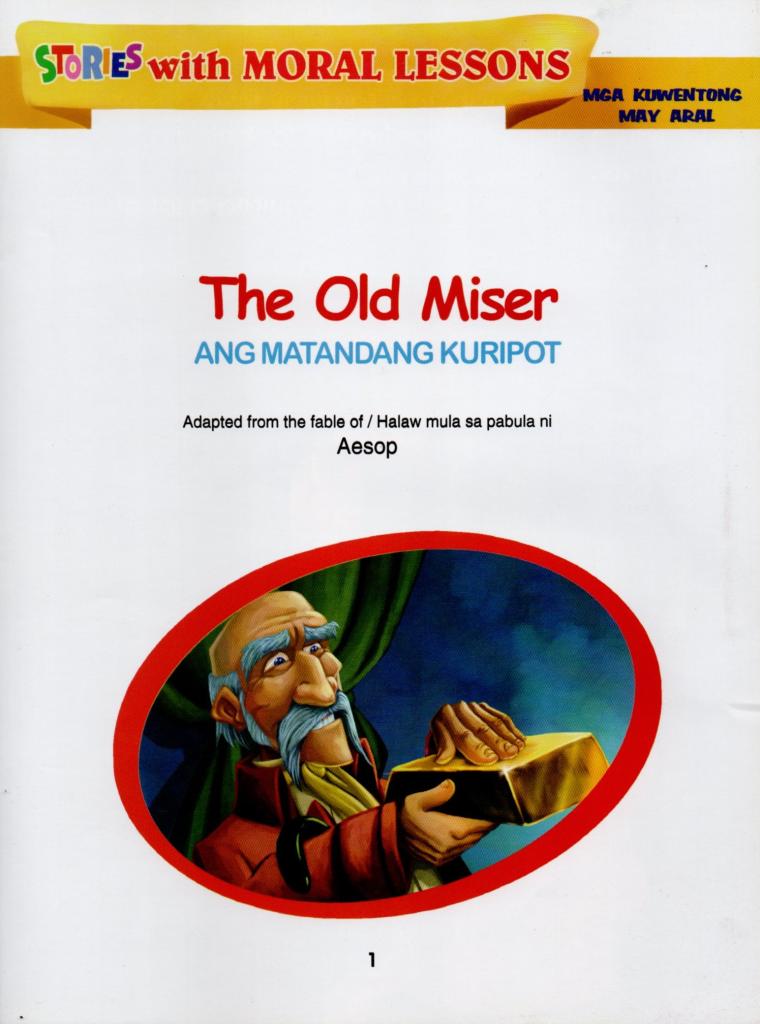 STORIES with MORAL LESSONS
MGA KUWENTONG
MAY ARAL
The Old Miser
ANG MATANDANG KURIPOT
Adapted from the fable of / Halaw mula sa pabula ni
Aesop
1